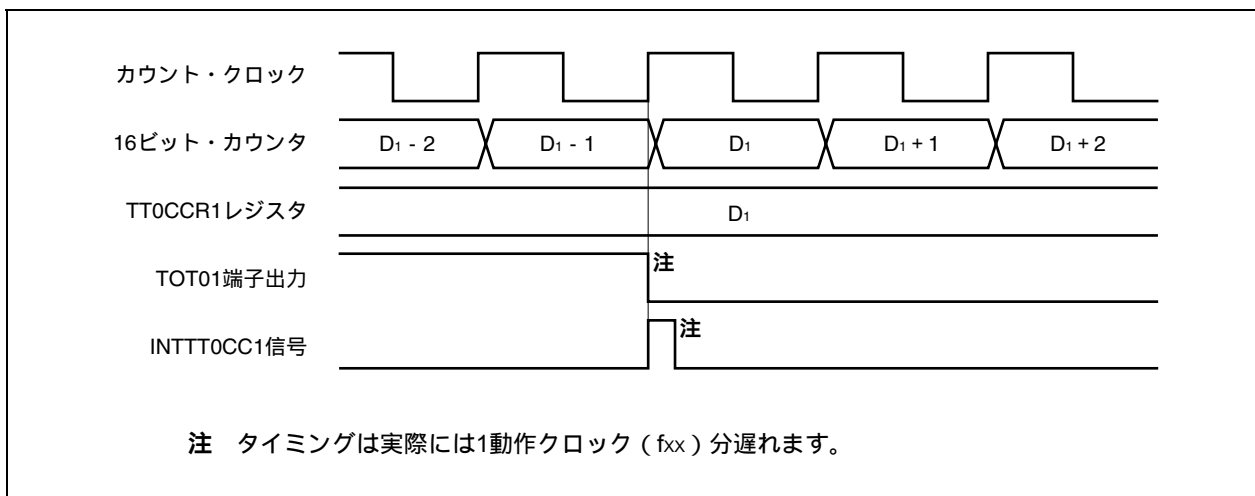 カウント・クロック
16ビット・カウンタ D1 - 2 D1 - 1 D1 D1 + 1 D1 + 2
TT0CCR1レジスタ D1
TOT01端子出力 注
INTTT0CC1信号 注
注 タイミングは実際には1動作クロック（fxx）分遅れます。